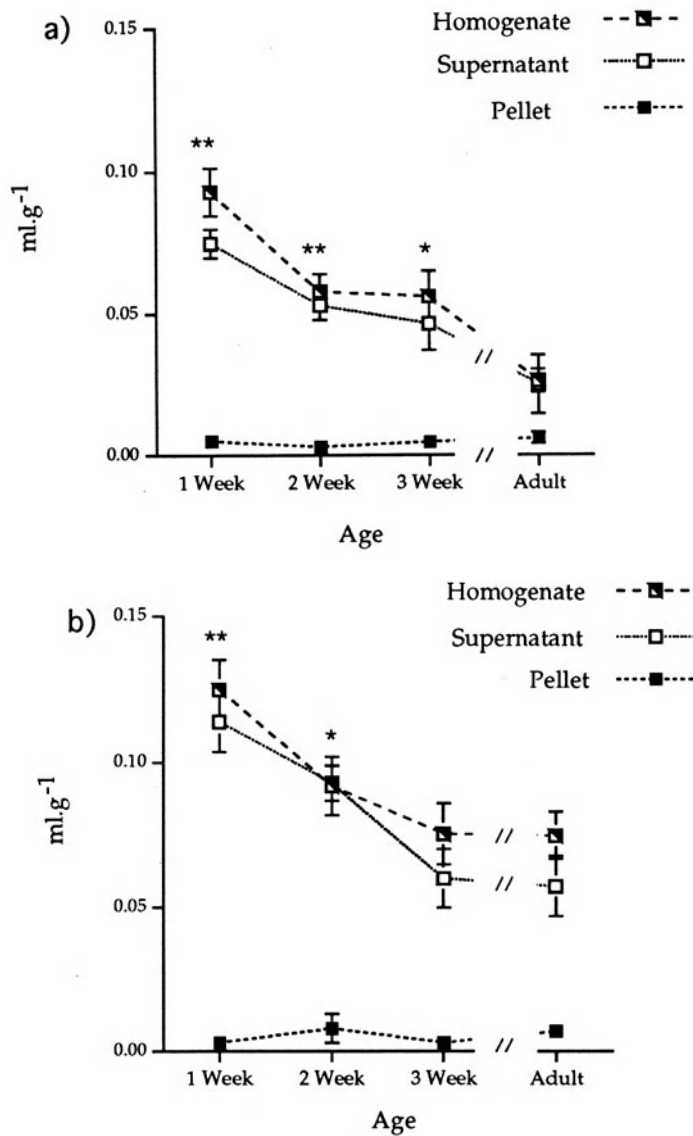 a)
Homogenate
Supernatant
Pellet
0.15
0.10
0.05
0.00
ml.g⁻¹
**
**
*
//
//
1 Week 2 Week 3 Week Adult
Age
b)
Homogenate
Supernatant
Pellet
0.15
0.10
0.05
0.00
ml.g⁻¹
**
*
//
//
//
1 Week 2 Week 3 Week Adult
Age